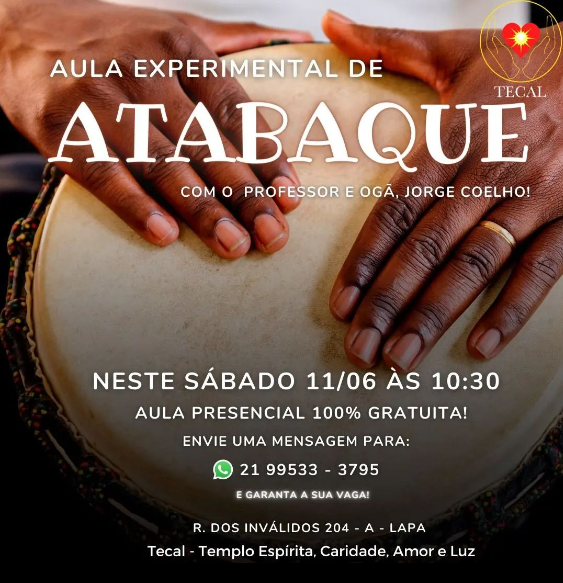 TECAL
AULA EXPERIMENTAL DE
ATABAQUE
COM O PROFESSOR E OGÃ, JORGE COELHO!
NESTE SÁBADO 11/06 ÀS 10:30
AULA PRESENCIAL 100% GRATUITA!
ENVIE UMA MENSAGEM PARA:
21 99533 - 3795
E GARANTA A SUA VAGA!
R. DOS INVÁLIDOS 204 - A - LAPA
Tecal - Templo Espírita, Caridade, Amor e Luz